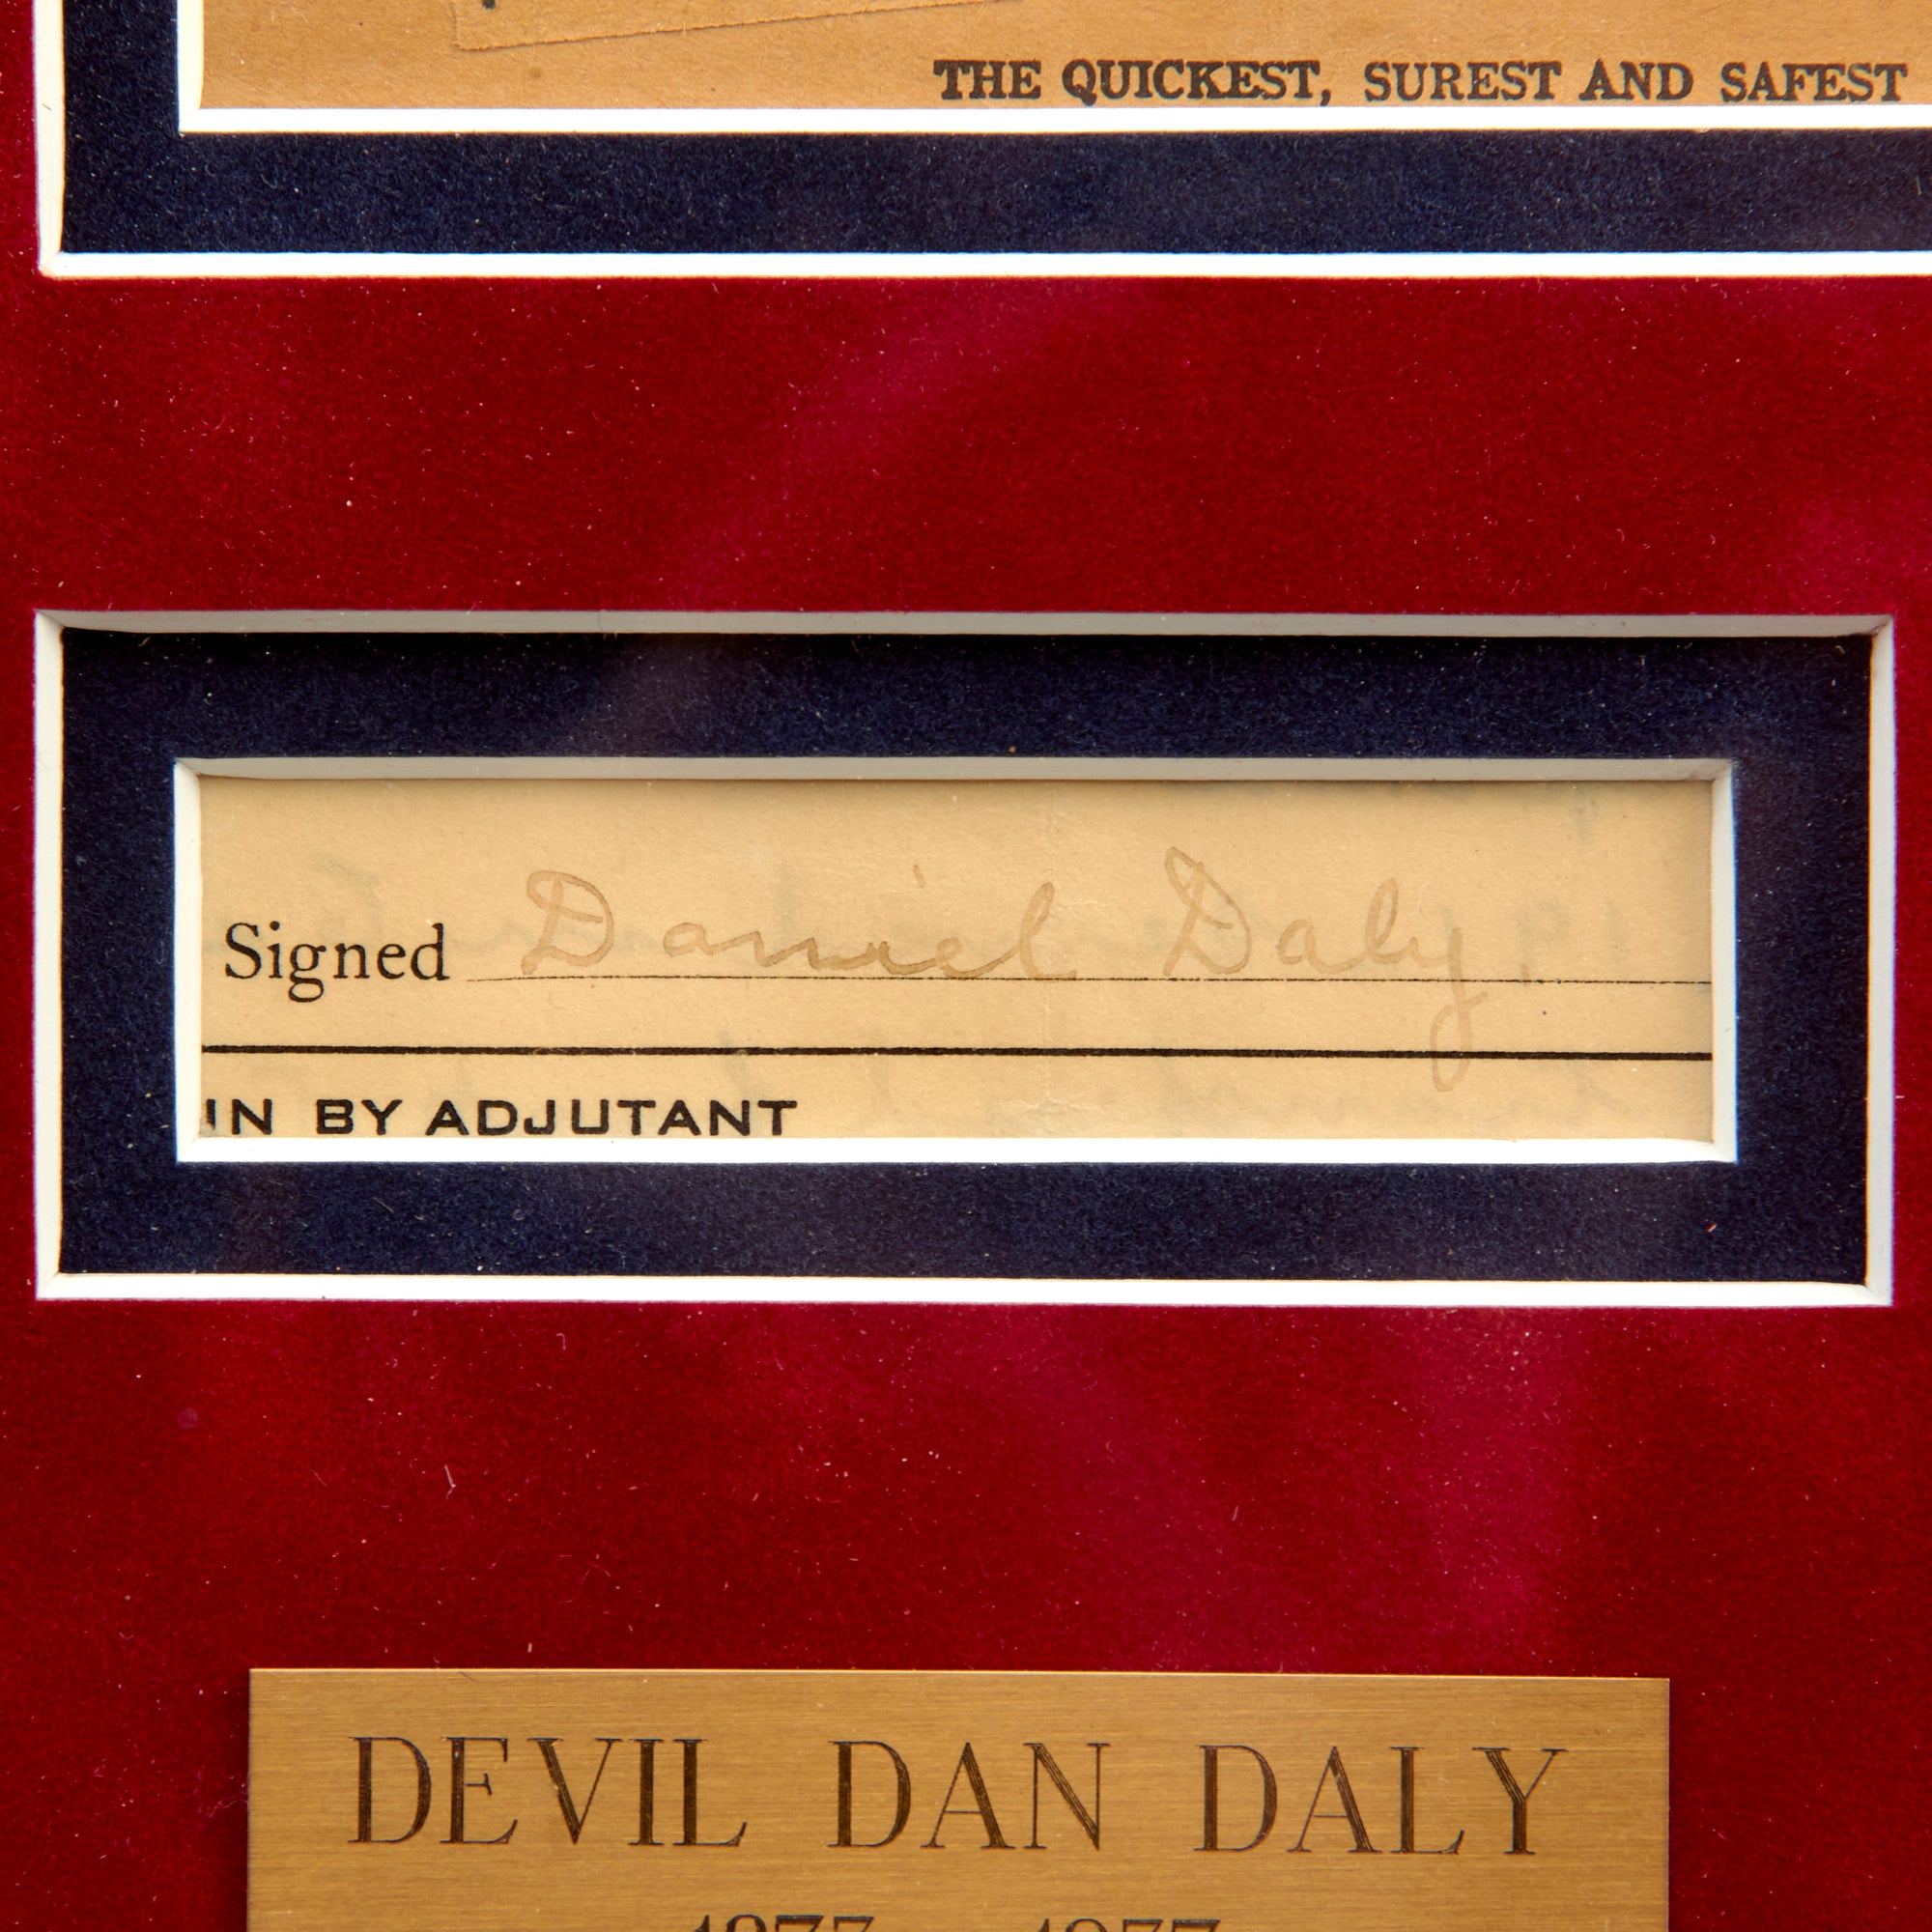 THE QUICKEST, SUREST AND SAFEST
Signed Daniel Daly.
IN BY ADJUTANT
DEVIL DAN DALY